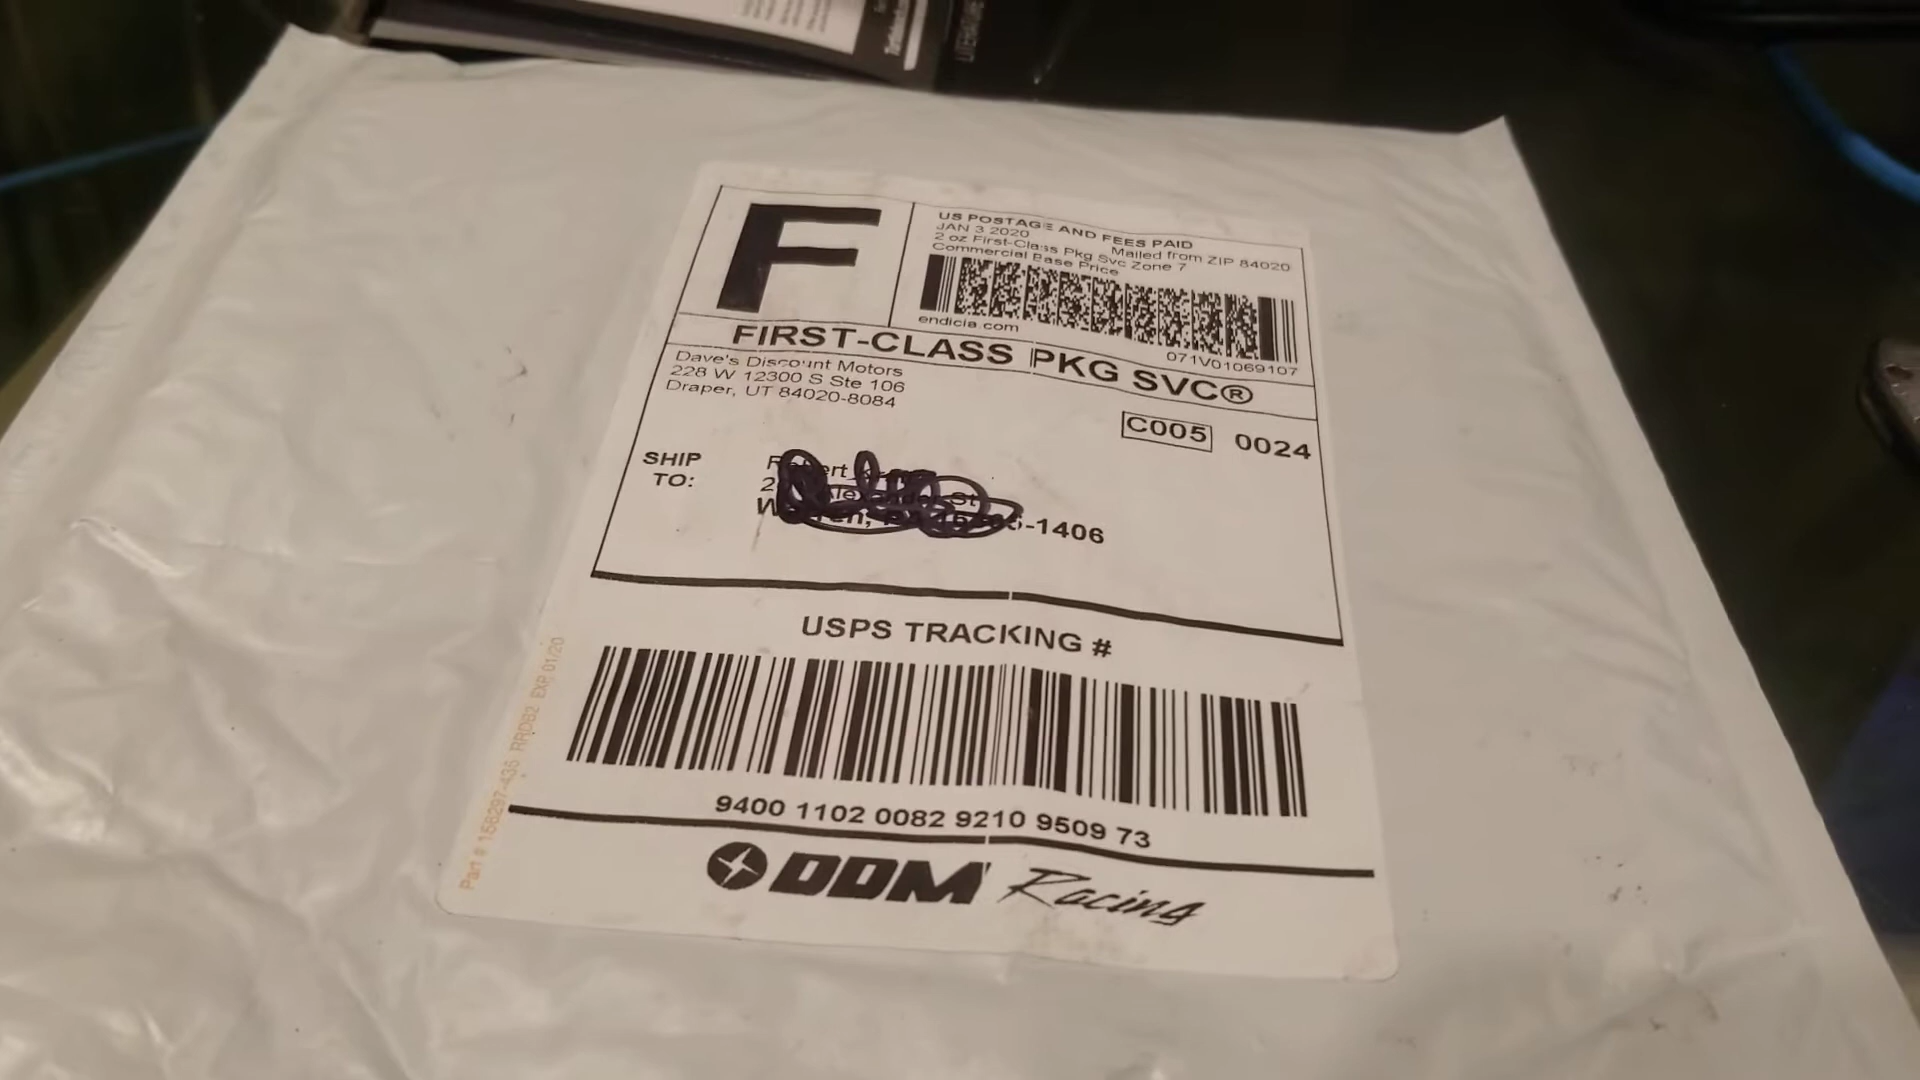 US POSTAGE AND FEES PAID
JAN 3 2020 Mailed from ZIP 84020
2 oz First-Class Pkg Svc Zone 7
Commercial Base Price
F
endicia.com
071V01069107
FIRST-CLASS PKG SVC®
Dave's Discount Motors
228 W 12300 S Ste 106
Draper, UT 84020-8084
C005 0024
SHIP
TO:
-1406
USPS TRACKING #
9400 1102 0082 9210 9509 73
DDM Racing
Part # 156297-435 RRDB2 EXP 01/20